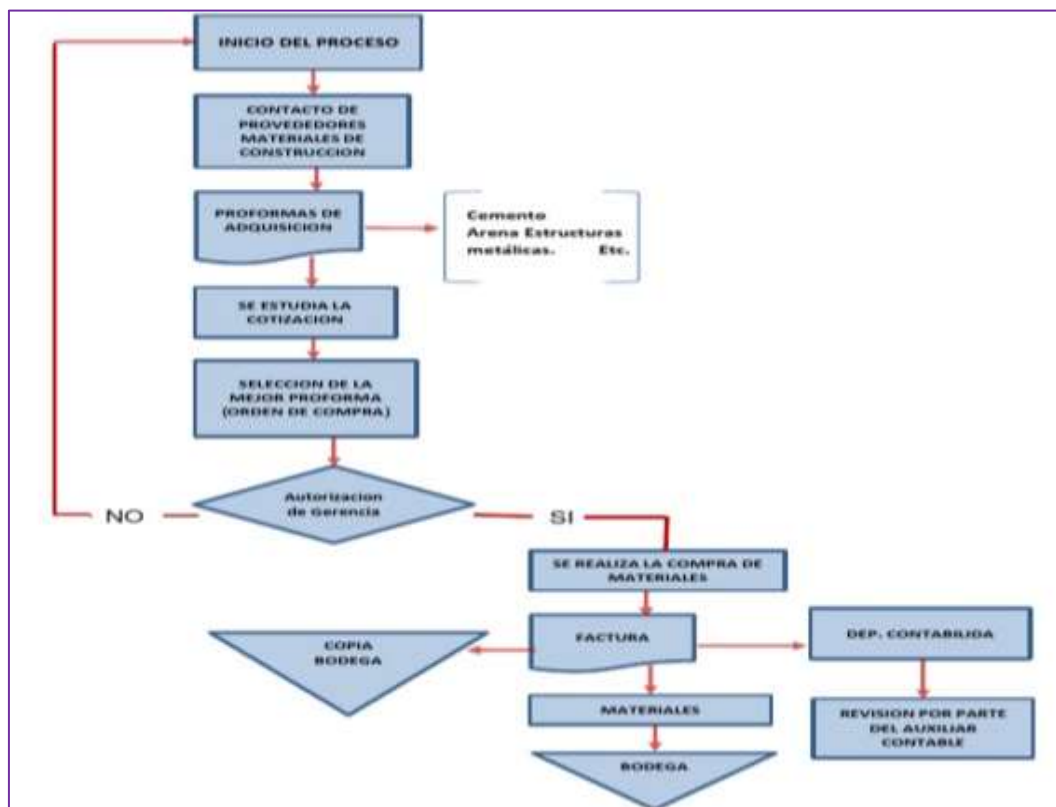 INICIO DEL PROCESO
CONTACTO DE
PROVEDEDORES
MATERIALES DE
CONSTRUCCION
PROFORMAS DE
ADQUISICION
Cemento
Arena Estructuras
metálicas. Etc.
SE ESTUDIA LA
COTIZACION
SELECCION DE LA
MEJOR PROFORMA
(ORDEN DE COMPRA)
Autorizacion
de Gerencia
NO
SI
SE REALIZA LA COMPRA DE
MATERIALES
COPIA
BODEGA
FACTURA
DEP. CONTABILIDA
MATERIALES
REVISION POR PARTE
DEL AUXILIAR
CONTABLE
BODEGA